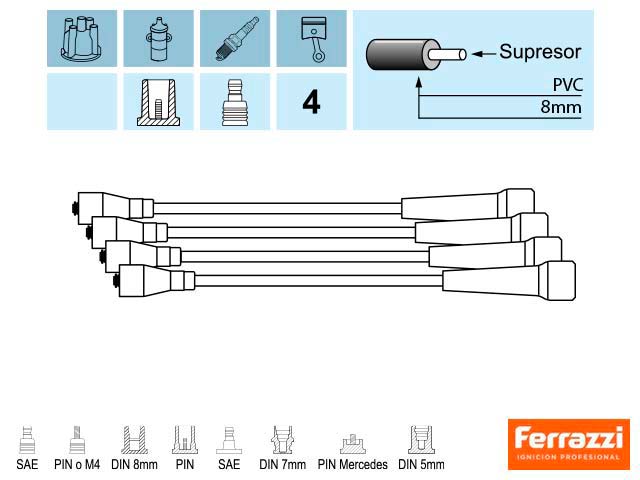 Supresor
PVC
4
8mm
SAE PIN o M4 DIN 8mm PIN SAE DIN 7mm PIN Mercedes DIN 5mm
Ferrazzi
IGNICION PROFESIONAL